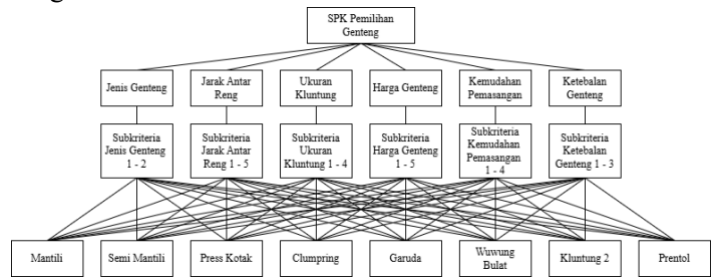 SPK Pemilihan
Genteng
Jenis Genteng
Jarak Antar
Reng
Ukuran
Kluntung
Harga Genteng
Kemudahan
Pemasangan
Ketebalan
Genteng
Subkriteria
Jenis Genteng
1 - 2
Subkriteria
Jarak Antar
Reng 1 - 5
Subkriteria
Ukuran
Kluntung 1 - 4
Subkriteria
Harga Genteng
1 - 5
Subkriteria
Kemudahan
Pemasangan
1 - 4
Subkriteria
Ketebalan
Genteng 1 - 3
Mantili
Semi Mantili
Press Kotak
Clumpring
Garuda
Wuwung
Bulat
Kluntung 2
Prentol